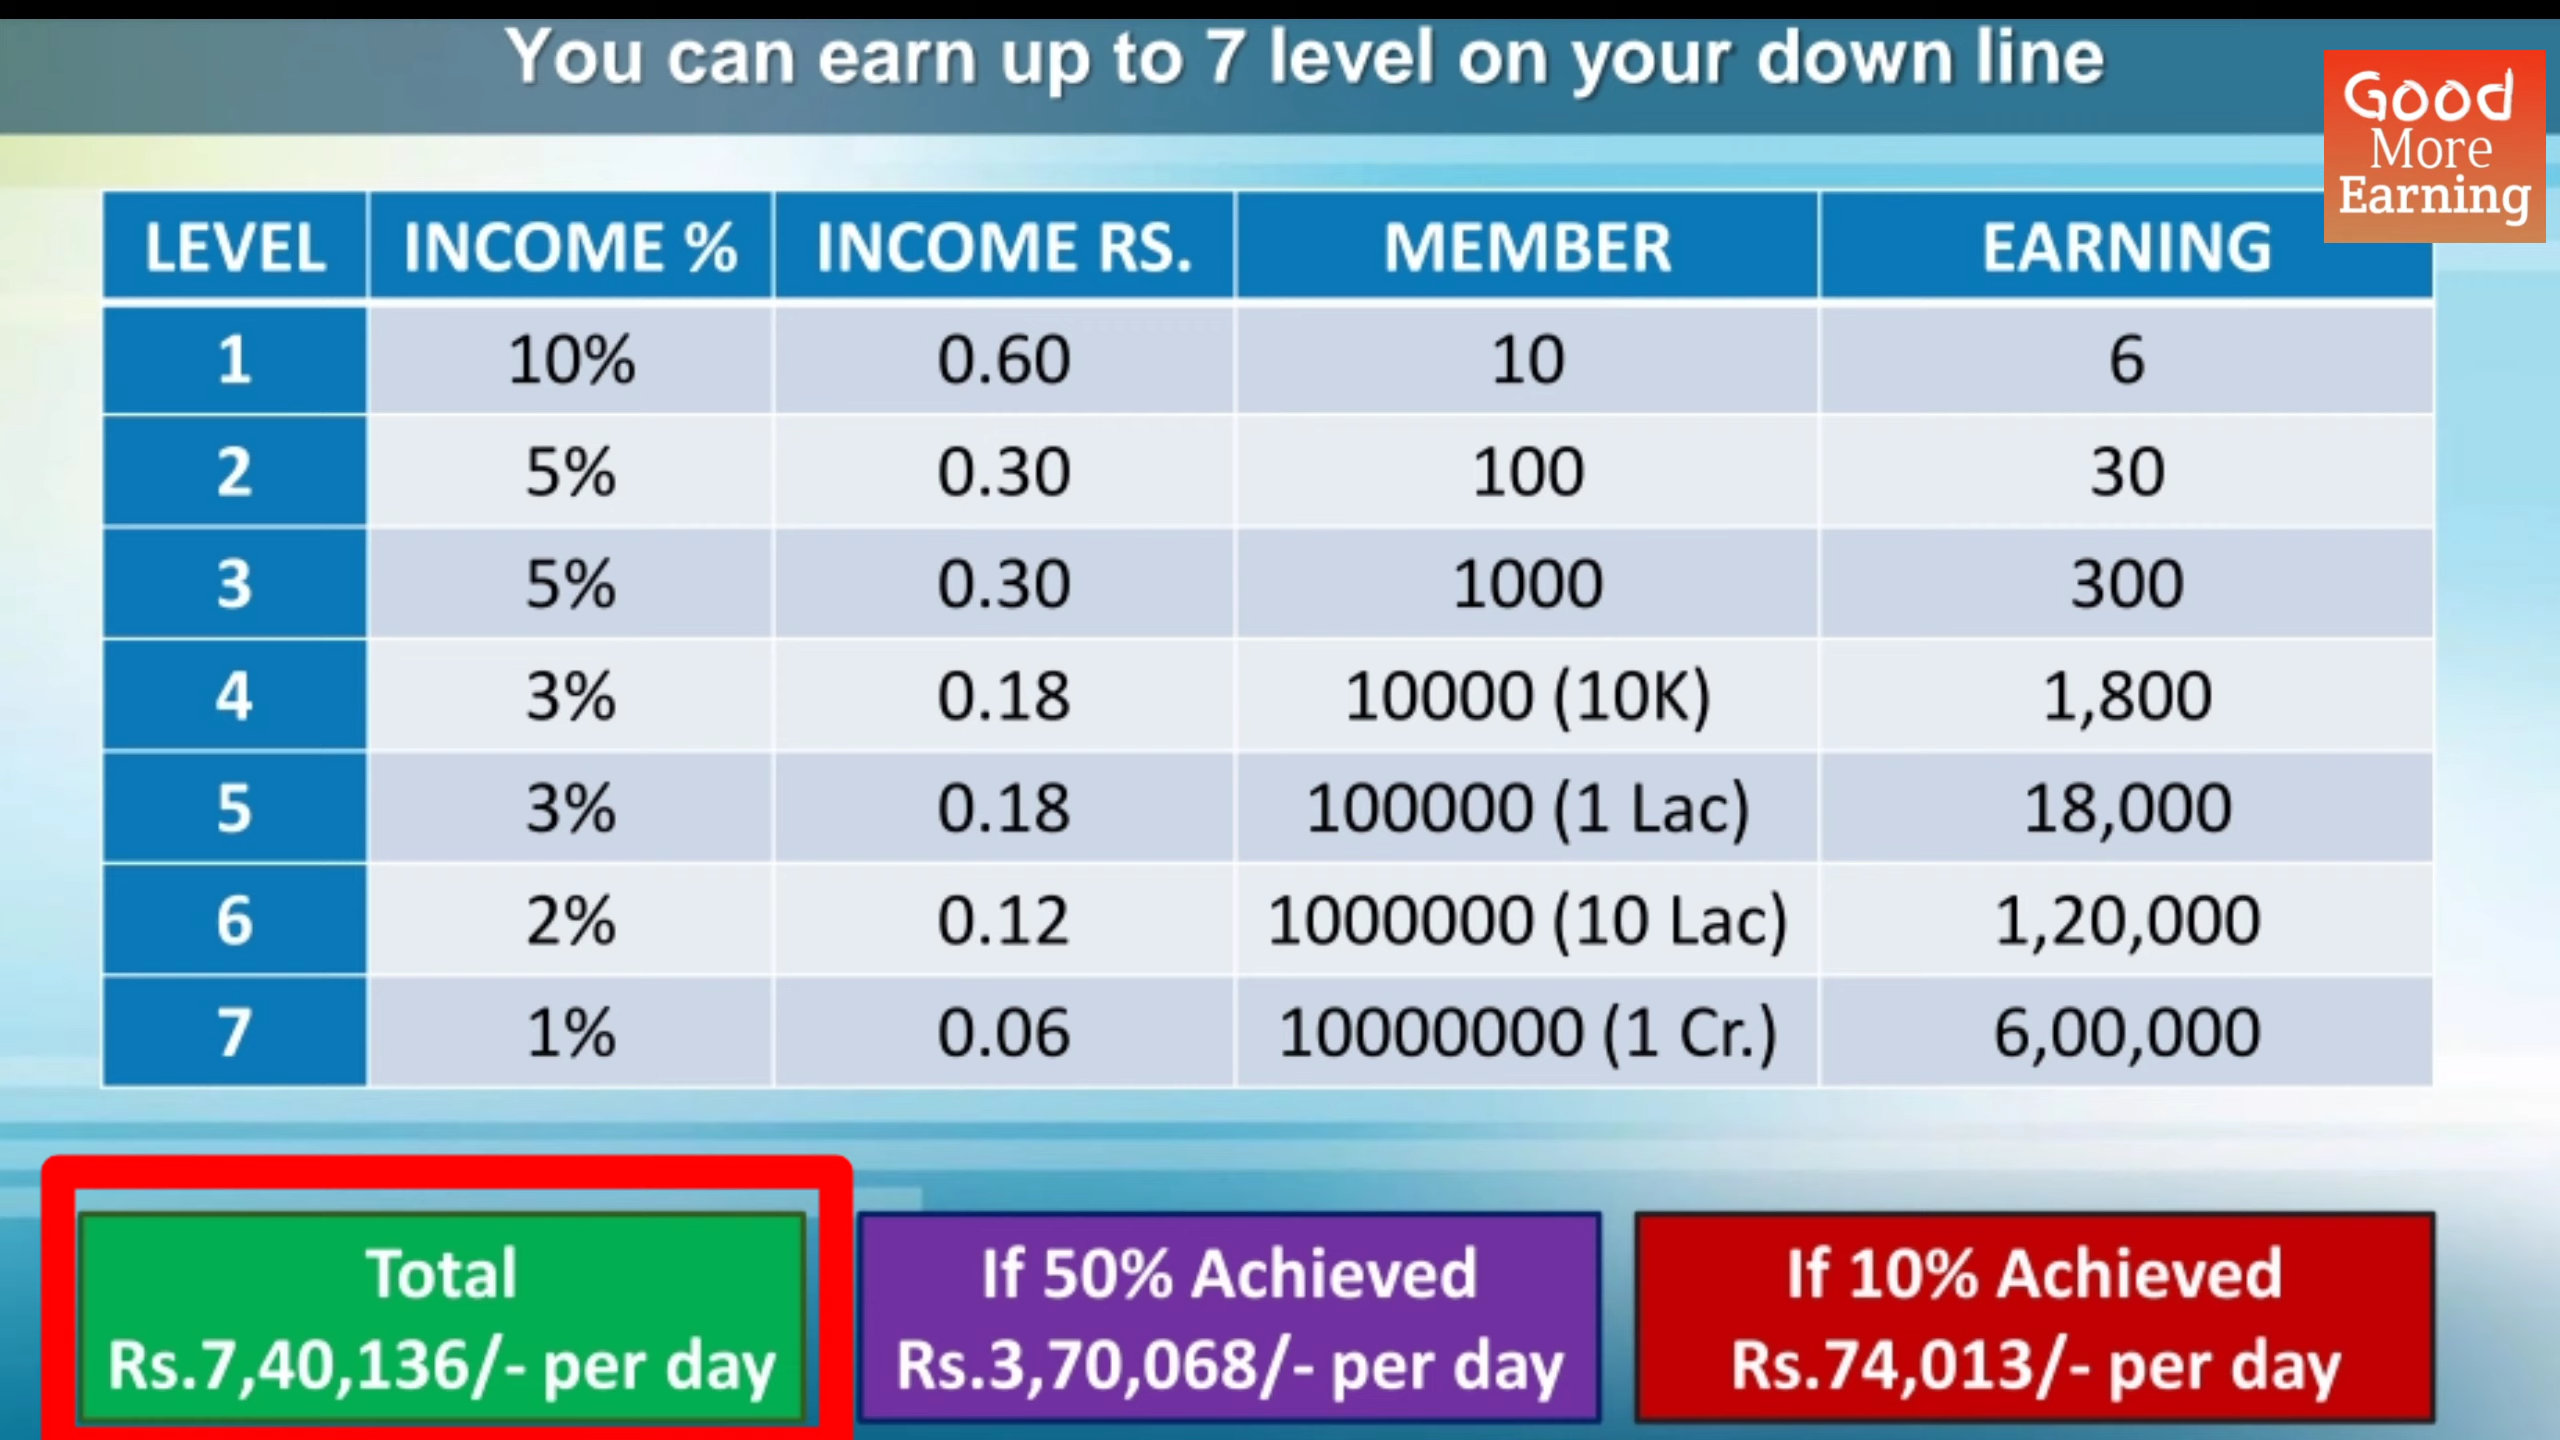 You can earn up to 7 level on your down line
Good
More
Earning
LEVEL INCOME % INCOME RS. MEMBER EARNING
1 10% 0.60 10 6
2 5% 0.30 100 30
3 5% 0.30 1000 300
4 3% 0.18 10000 (10K) 1,800
5 3% 0.18 100000 (1 Lac) 18,000
6 2% 0.12 1000000 (10 Lac) 1,20,000
7 1% 0.06 10000000 (1 Cr.) 6,00,000
Total
Rs.7,40,136/- per day
If 50% Achieved
Rs.3,70,068/- per day
If 10% Achieved
Rs.74,013/- per day